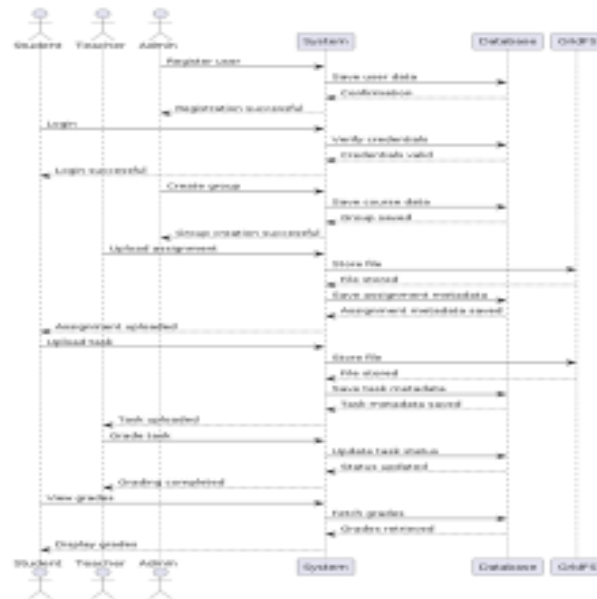 Student Teacher Admin System Database GridFS
Register user
Save user data
Confirmation
Registration successful
Login
Verify credentials
Credentials valid
Login successful
Create group
Save course data
Group saved
Group creation successful
Upload assignment
Store file
File stored
Save assignment metadata
Assignment metadata saved
Assignment uploaded
Upload task
Store file
File stored
Save task metadata
Task metadata saved
Task uploaded
Grade task
Update task status
Status updated
Grading completed
View grades
Fetch grades
Grades retrieved
Display grades
Student Teacher Admin System Database GridFS